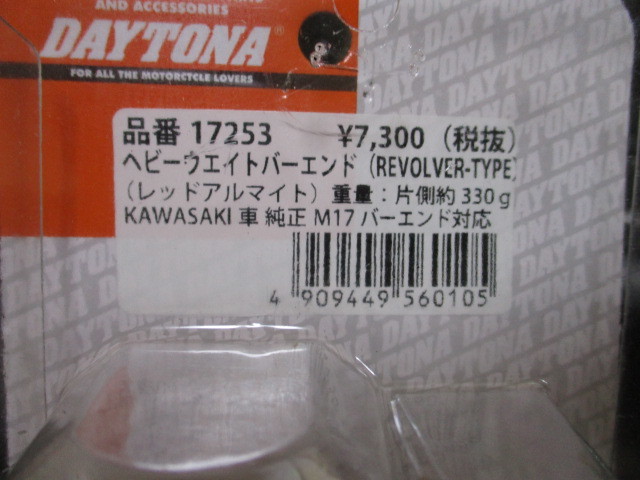 AND ACCESSORIES
DAYTONA®
FOR ALL THE MOTORCYCLE LOVERS
品番 17253 ¥7,300（税抜）
ヘビーウエイトバーエンド（REVOLVER-TYPE）
（レッドアルマイト）重量：片側約 330ｇ
KAWASAKI 車 純正 M17 バーエンド対応
4 909449 560105
DAYTONA DAYTONA DAYTONA